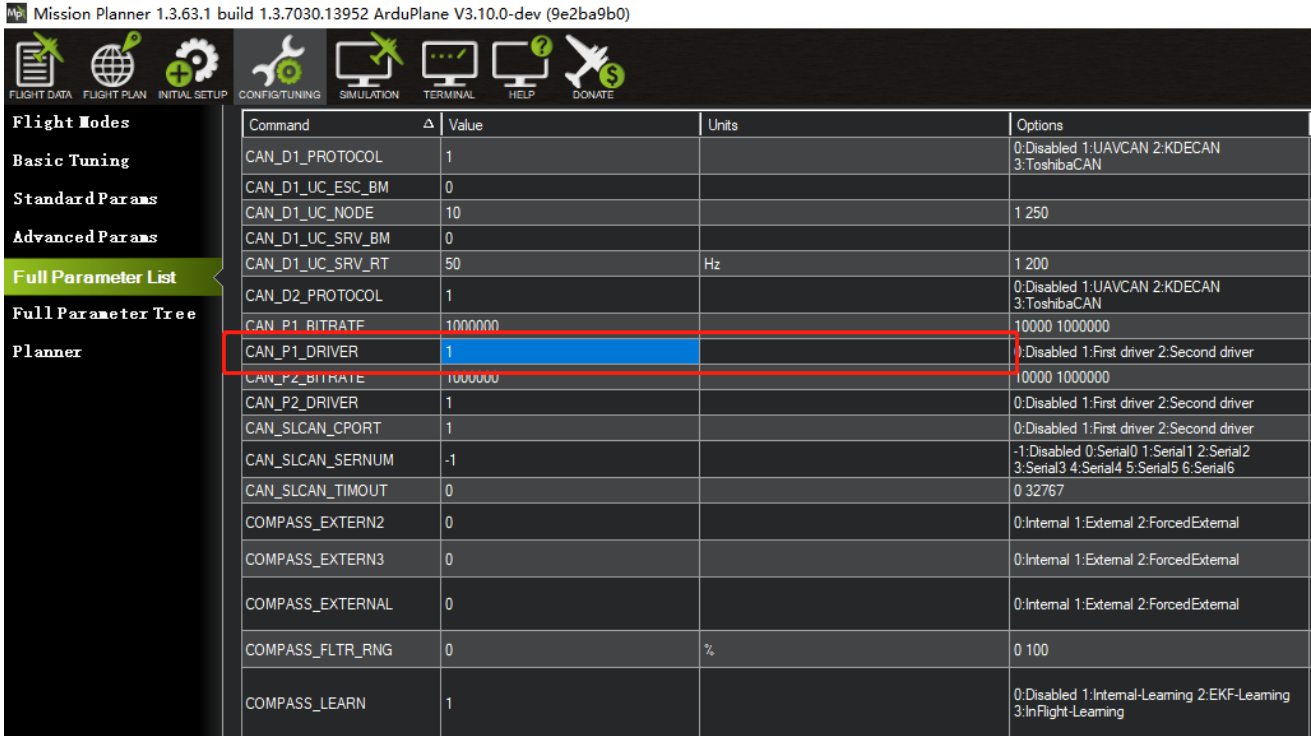 Mission Planner 1.3.63.1 build 1.3.7030.13952 ArduPlane V3.10.0-dev (9e2ba9b0)
FLIGHT DATA FLIGHT PLAN INITIAL SETUP CONFIG/TUNING SIMULATION TERMINAL HELP DONATE
Flight Modes
Basic Tuning
Standard Params
Advanced Params
Full Parameter List
Full Parameter Tree
Planner
Command Value Units Options
CAN_D1_PROTOCOL 1 0:Disabled 1:UAVCAN 2:KDECAN
3:ToshibaCAN
CAN_D1_UC_ESC_BM 0
CAN_D1_UC_NODE 10 1 250
CAN_D1_UC_SRV_BM 0
CAN_D1_UC_SRV_RT 50 Hz 1 200
CAN_D2_PROTOCOL 1 0:Disabled 1:UAVCAN 2:KDECAN
3:ToshibaCAN
CAN_P1_BITRATE 1000000 10000 1000000
CAN_P1_DRIVER 1 0:Disabled 1:First driver 2:Second driver
CAN_P2_BITRATE 1000000 10000 1000000
CAN_P2_DRIVER 1 0:Disabled 1:First driver 2:Second driver
CAN_SLCAN_CPORT 1 0:Disabled 1:First driver 2:Second driver
CAN_SLCAN_SERNUM -1 -1:Disabled 0:Serial0 1:Serial1 2:Serial2
3:Serial3 4:Serial4 5:Serial5 6:Serial6
CAN_SLCAN_TIMOUT 0 0 32767
COMPASS_EXTERN2 0 0:Internal 1:External 2:ForcedExternal
COMPASS_EXTERN3 0 0:Internal 1:External 2:ForcedExternal
COMPASS_EXTERNAL 0 0:Internal 1:External 2:ForcedExternal
COMPASS_FLTR_RNG 0 % 0 100
COMPASS_LEARN 1 0:Disabled 1:Internal-Learning 2:EKF-Learning
3:InFlight-Learning